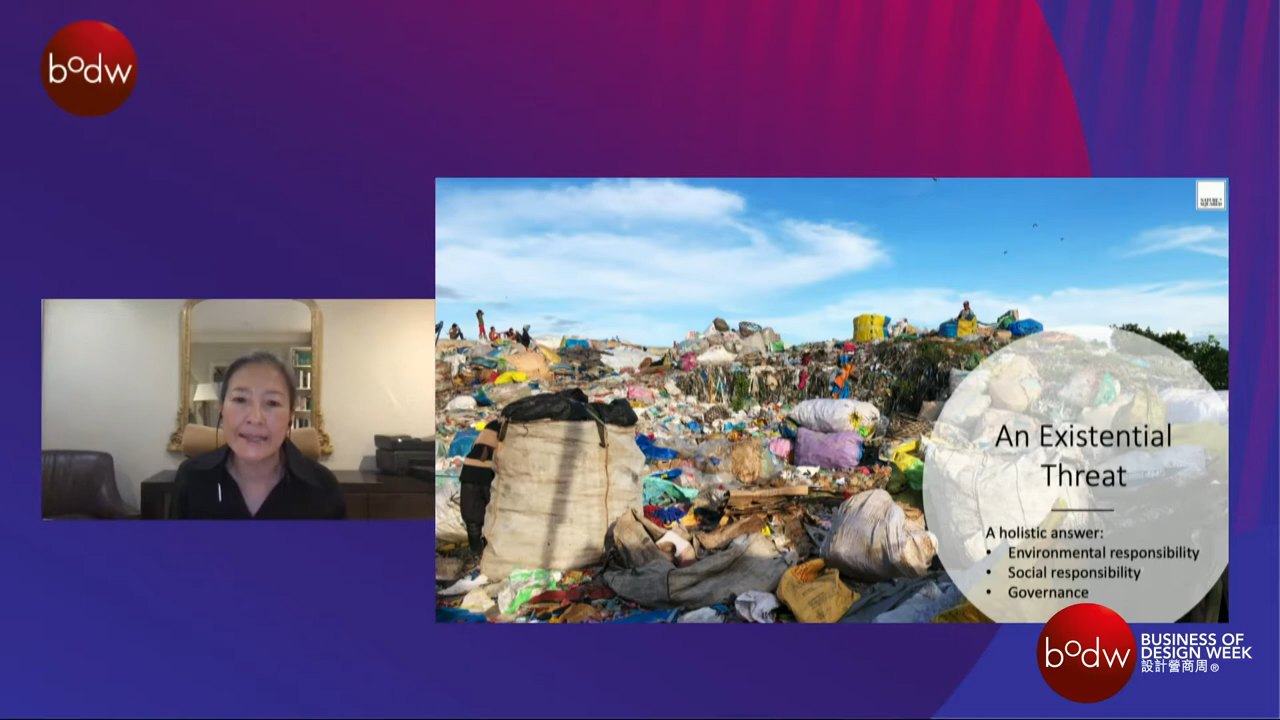 bodw
An Existential
Threat
A holistic answer:
• Environmental responsibility
• Social responsibility
• Governance
bodw
BUSINESS OF
DESIGN WEEK
設計營商周®